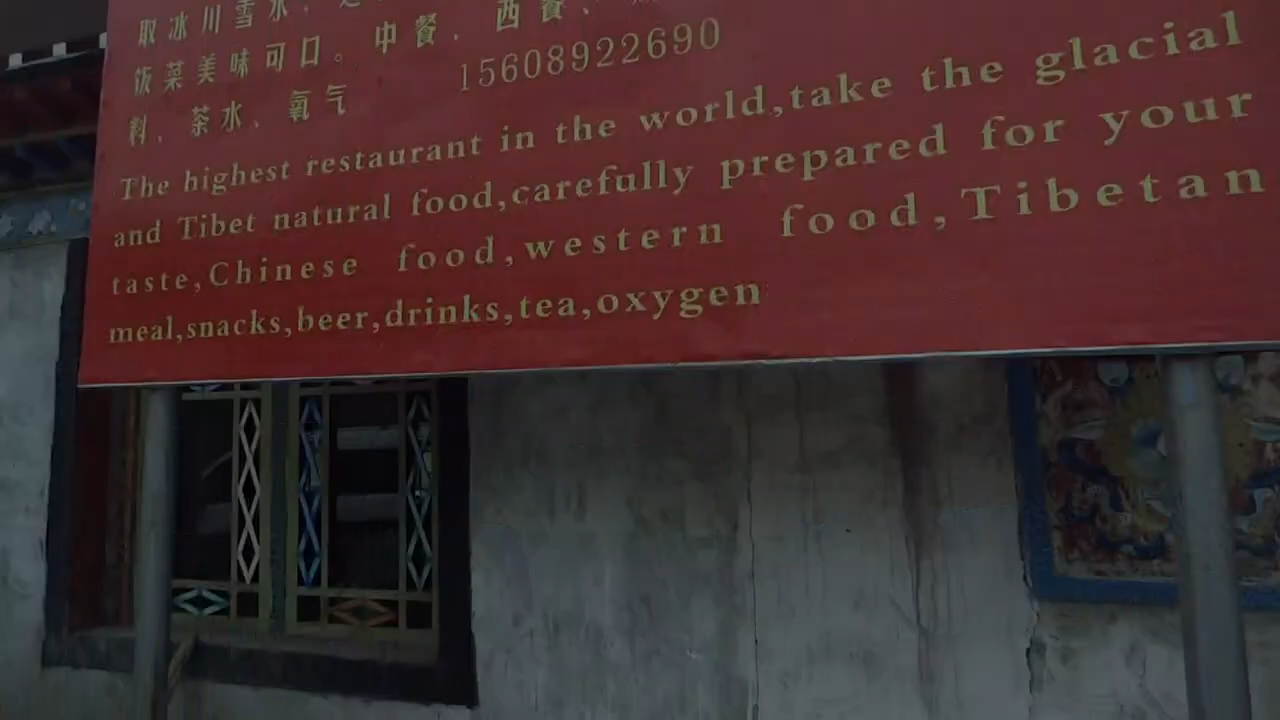 取冰川雪水、
饭菜美味可口。中餐、西餐、
料、茶水、氧气 15608922690
The highest restaurant in the world,take the glacial
and Tibet natural food,carefully prepared for your
taste,Chinese food,western food,Tibetan
meal,snacks,beer,drinks,tea,oxygen